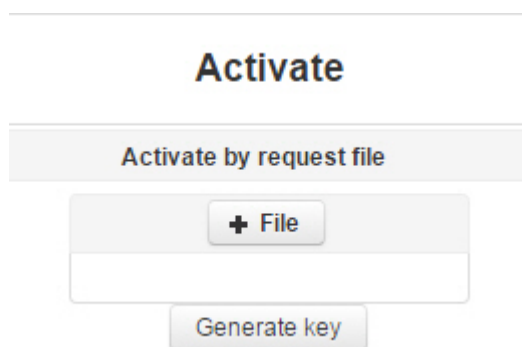 Activate
Activate by request file
+ File
Generate key